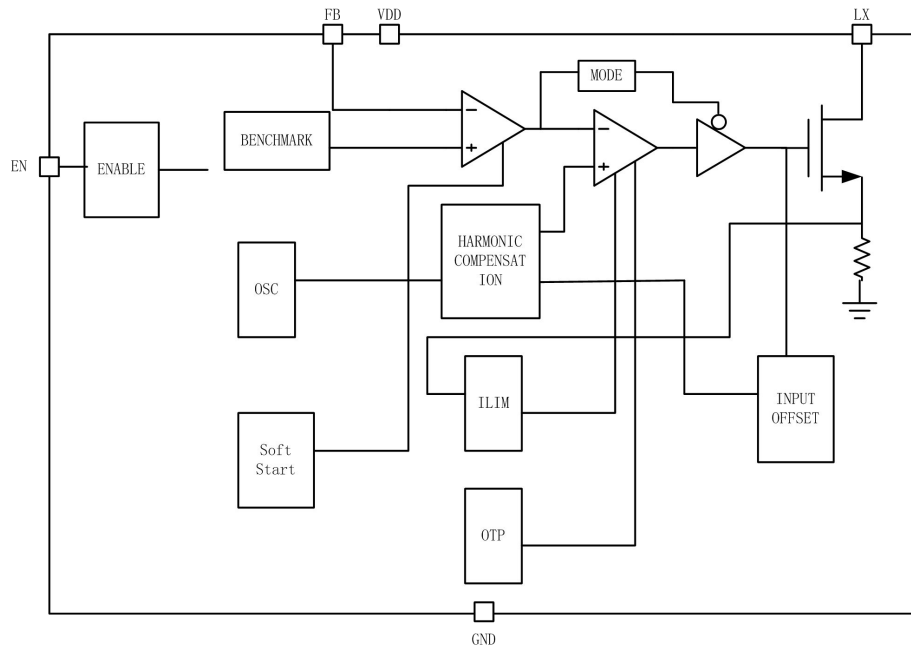 FB
VDD
LX
MODE
BENCHMARK
EN
ENABLE
HARMONIC
COMPENSAT
ION
OSC
ILIM
INPUT
OFFSET
Soft
Start
OTP
GND